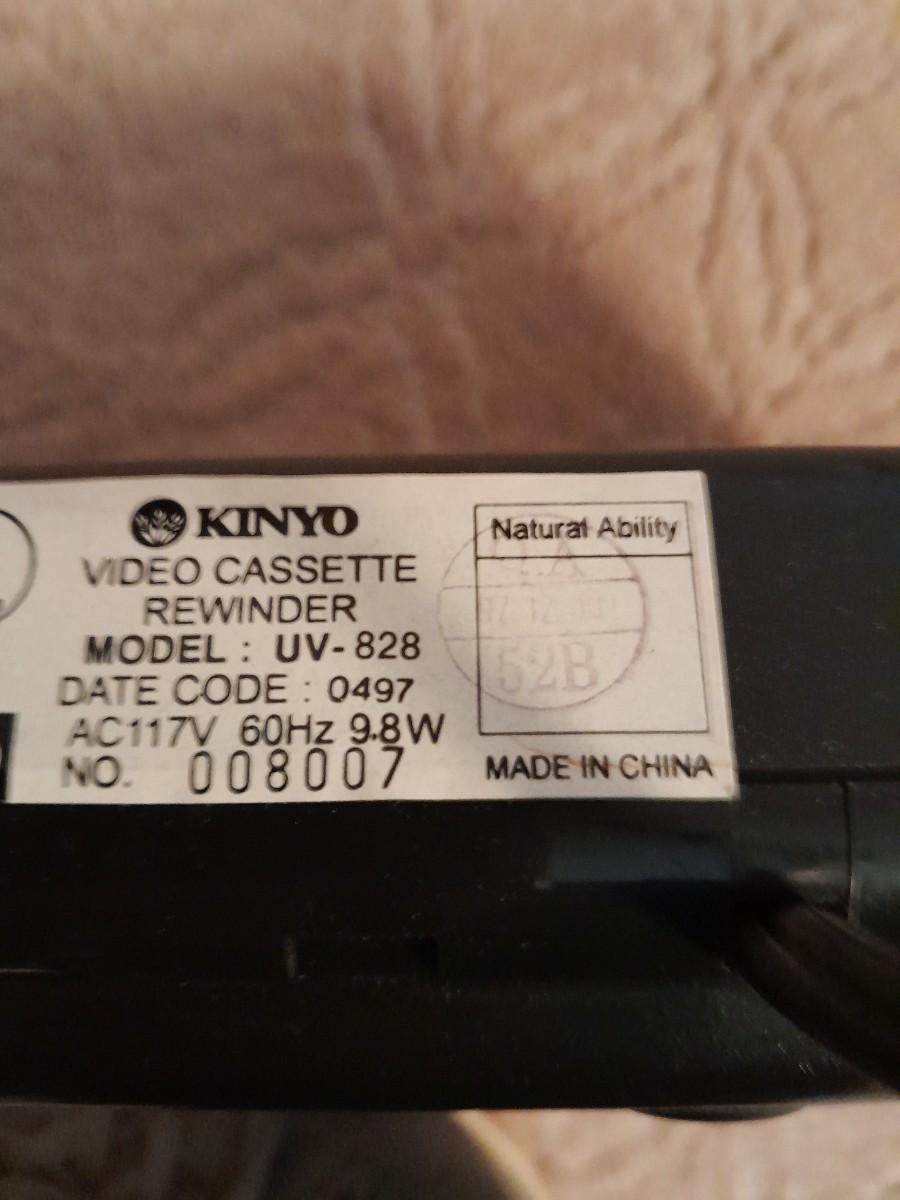 KINYO
VIDEO CASSETTE
REWINDER
MODEL : UV-828
DATE CODE : 0497
AC117V 60Hz 9.8W
NO. 008007
Natural Ability
52B
MADE IN CHINA